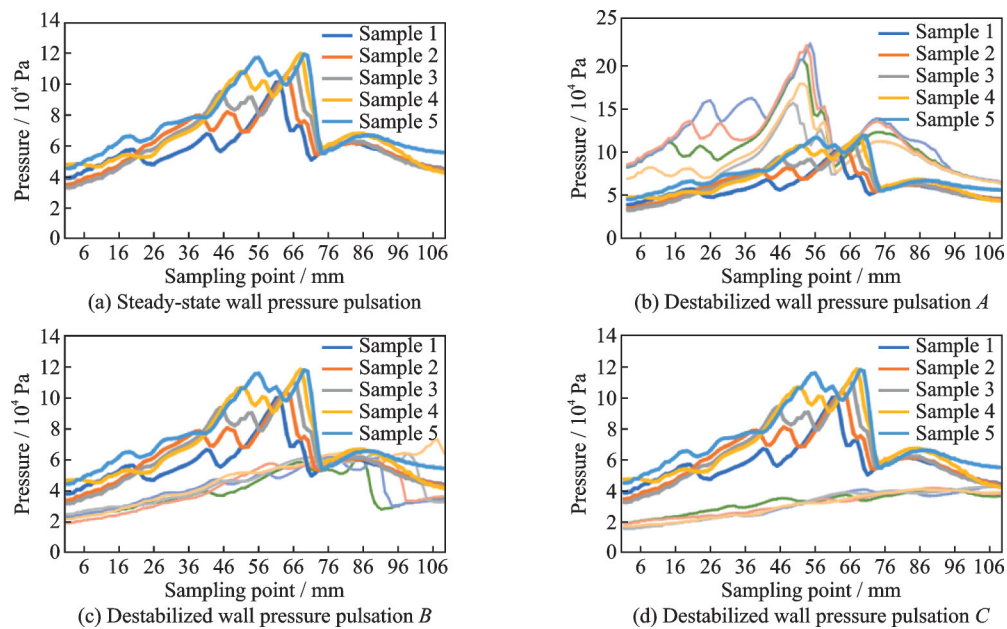 14
12
10
8
6
4
2
0
Pressure / 10⁴ Pa
Sample 1
Sample 2
Sample 3
Sample 4
Sample 5
6 16 26 36 46 56 66 76 86 96 106
Sampling point / mm
(a) Steady-state wall pressure pulsation
25
20
15
10
5
0
Pressure / 10⁴ Pa
Sample 1
Sample 2
Sample 3
Sample 4
Sample 5
6 16 26 36 46 56 66 76 86 96 106
Sampling point / mm
(b) Destabilized wall pressure pulsation A
14
12
10
8
6
4
2
0
Pressure / 10⁴ Pa
Sample 1
Sample 2
Sample 3
Sample 4
Sample 5
6 16 26 36 46 56 66 76 86 96 106
Sampling point / mm
(c) Destabilized wall pressure pulsation B
14
12
10
8
6
4
2
0
Pressure / 10⁴ Pa
Sample 1
Sample 2
Sample 3
Sample 4
Sample 5
6 16 26 36 46 56 66 76 86 96 106
Sampling point / mm
(d) Destabilized wall pressure pulsation C